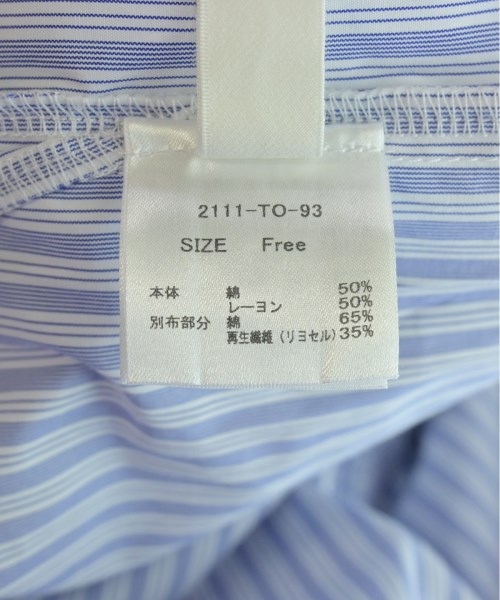 2111-TO-93
SIZE Free
本体 綿 50%
レーヨン 50%
別布部分 綿 65%
再生繊維(リヨセル) 35%